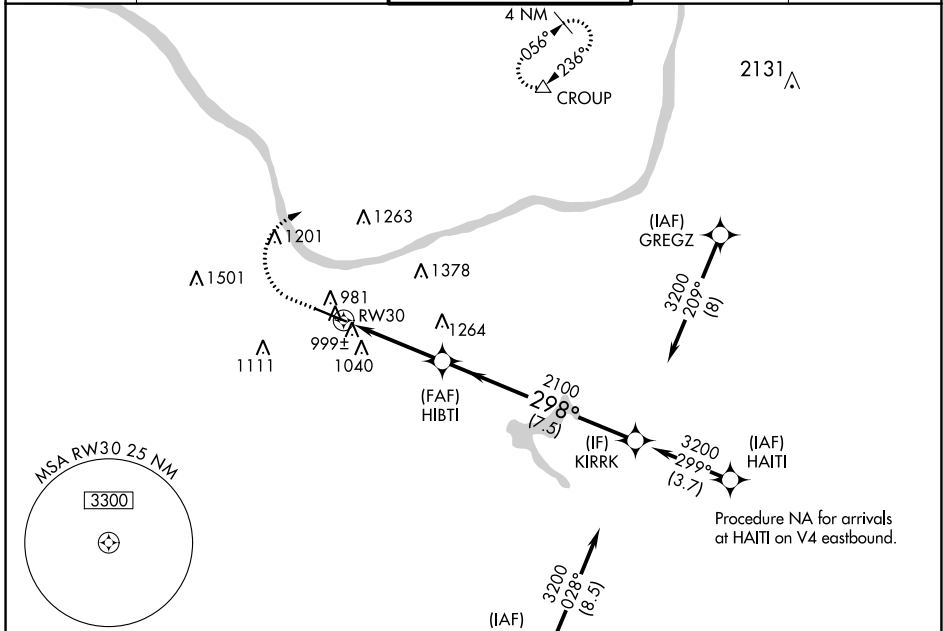 4 NM
056°
236°
CROUP
2131
1263
1201
1378
1501
981
RW30
999±
1264
1111
1040
(IAF)
GREGZ
3200
209°
(8)
(FAF)
HIBTI
2100
298°
(7.5)
(IF)
KIRRK
3200
299°
(3.7)
(IAF)
HAITI
Procedure NA for arrivals
at HAITI on V4 eastbound.
MSA RW30 25 NM
3300
3200
028°
(8.5)
(IAF)